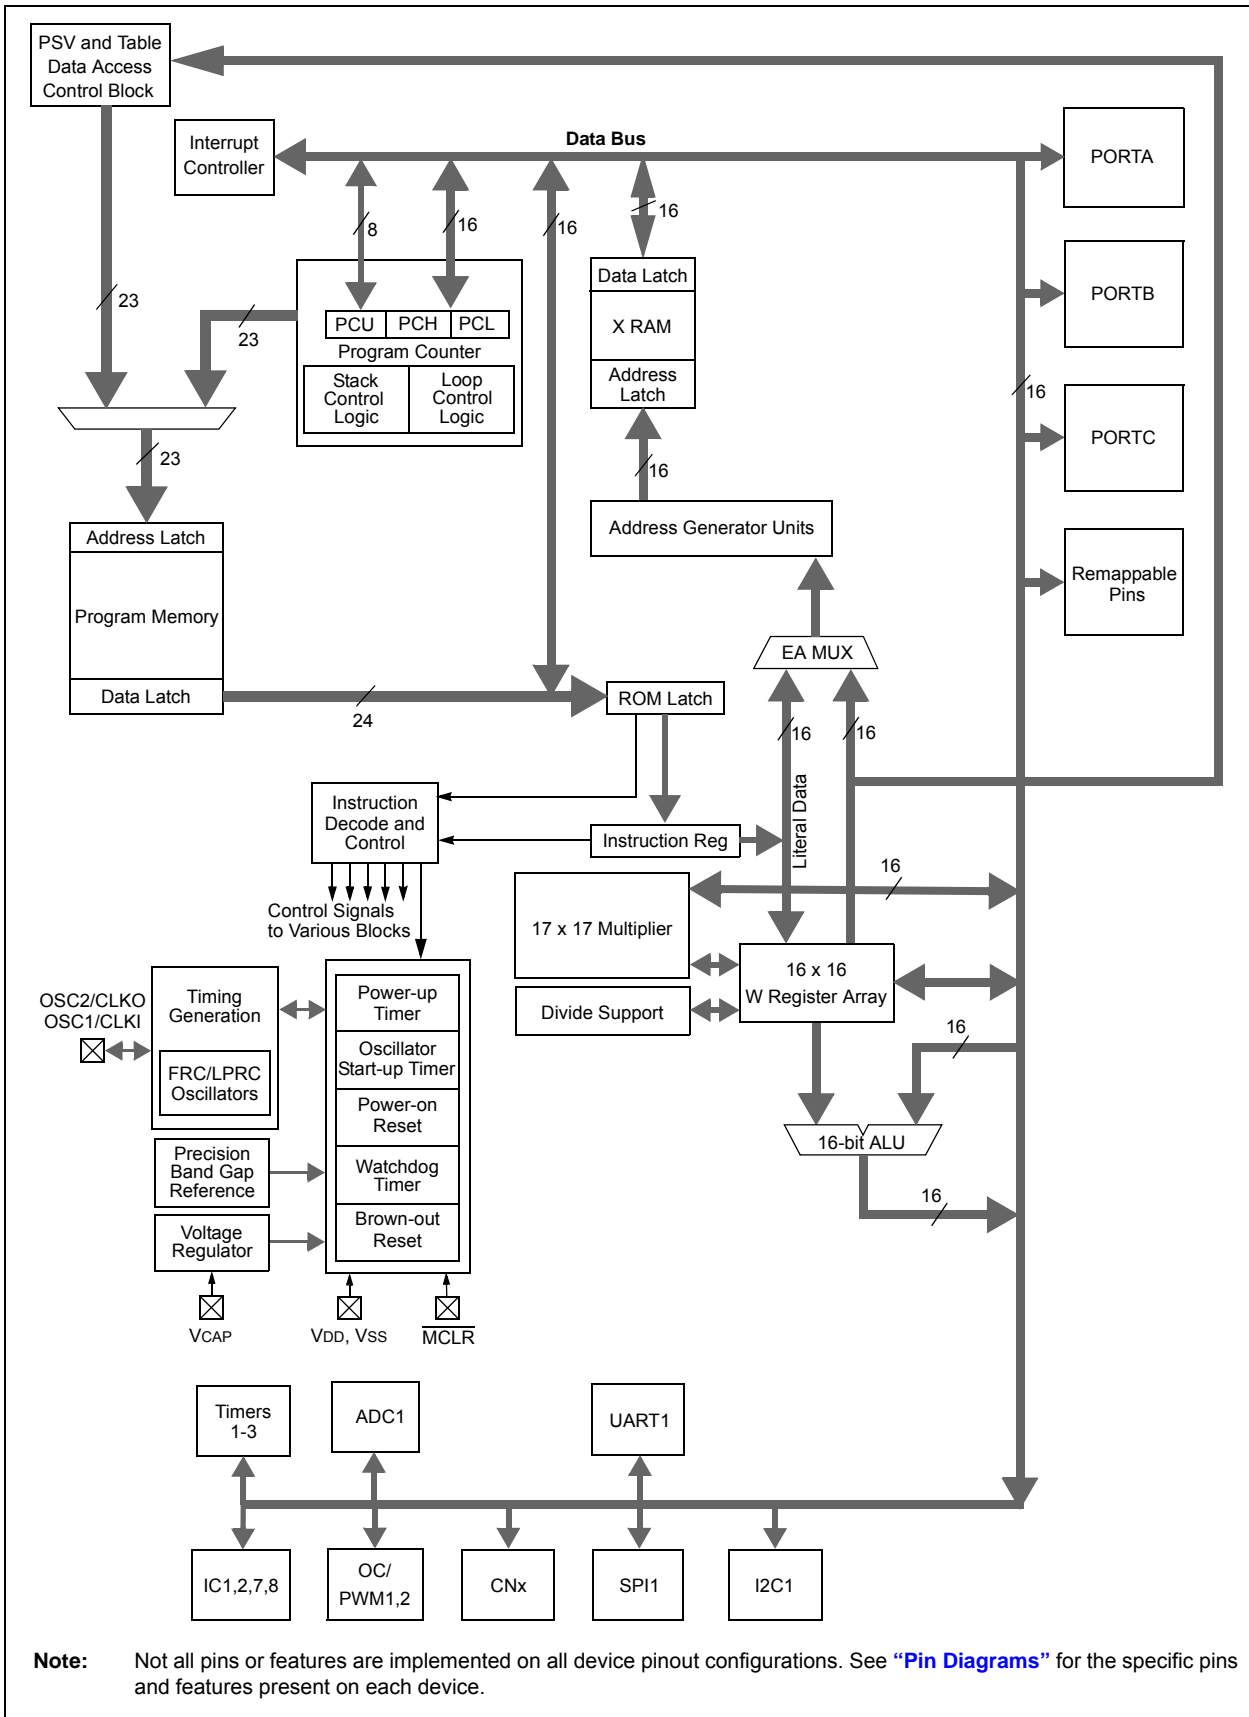 PSV and Table
Data Access
Control Block
Interrupt
Controller
Data Bus
PORTA
8
16
16
16
Data Latch
X RAM
Address
Latch
PORTB
23
23
PCU
PCH
PCL
Program Counter
Stack
Control
Logic
Loop
Control
Logic
16
PORTC
23
16
Address Latch
Program Memory
Data Latch
Address Generator Units
Remappable
Pins
EA MUX
24
ROM Latch
16
16
Literal Data
Instruction
Decode and
Control
Instruction Reg
16
Control Signals
to Various Blocks
17 x 17 Multiplier
16 x 16
W Register Array
Divide Support
OSC2/CLKO
OSC1/CLKI
Timing
Generation
FRC/LPRC
Oscillators
Power-up
Timer
Oscillator
Start-up Timer
Power-on
Reset
Watchdog
Timer
Brown-out
Reset
16
16-bit ALU
16
Precision
Band Gap
Reference
Voltage
Regulator
VCAP
VDD, VSS
MCLR
Timers
1-3
ADC1
UART1
IC1,2,7,8
OC/
PWM1,2
CNx
SPI1
I2C1
Note: Not all pins or features are implemented on all device pinout configurations. See “Pin Diagrams” for the specific pins
and features present on each device.